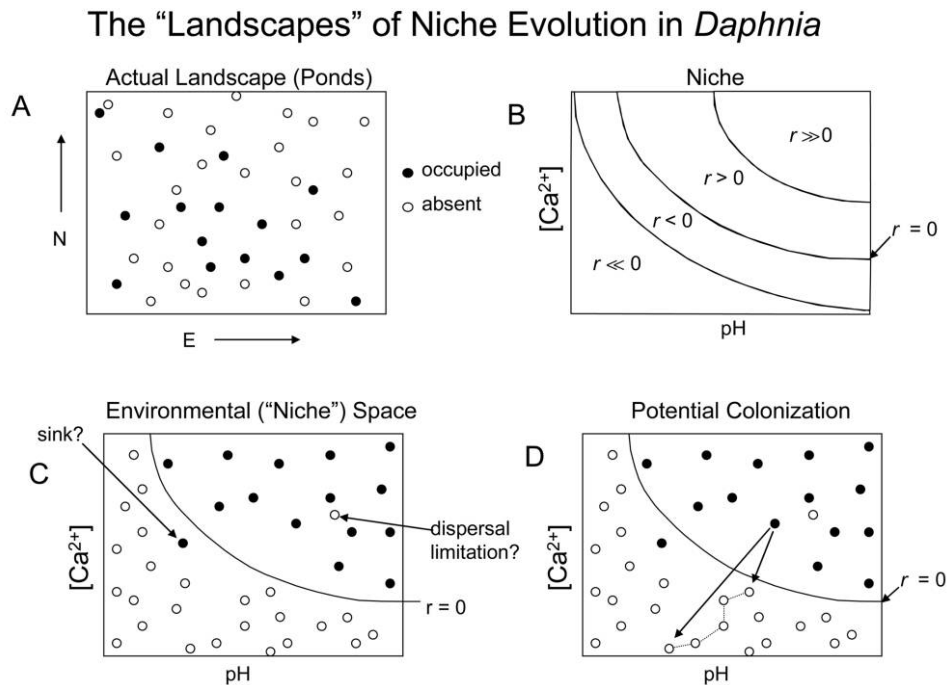 The “Landscapes” of Niche Evolution in Daphnia
Actual Landscape (Ponds)
A
N
E
occupied
absent
Niche
B
[Ca²⁺]
r ≫ 0
r > 0
r < 0
r ≪ 0
r = 0
pH
Environmental (“Niche”) Space
sink?
C
[Ca²⁺]
dispersal
limitation?
r = 0
pH
Potential Colonization
D
[Ca²⁺]
r = 0
pH